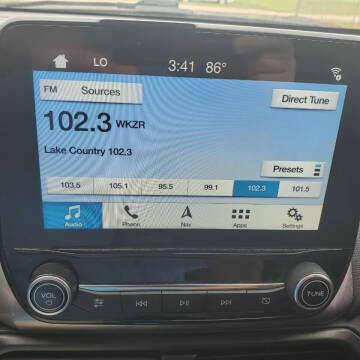 LO 3:41 86°
FM Sources
Direct Tune
102.3 WKZR
Lake Country 102.3
Presets
103.5 105.1 95.5 99.1 102.3 101.5
Audio Phone Nav Apps Settings
VOL TUNE